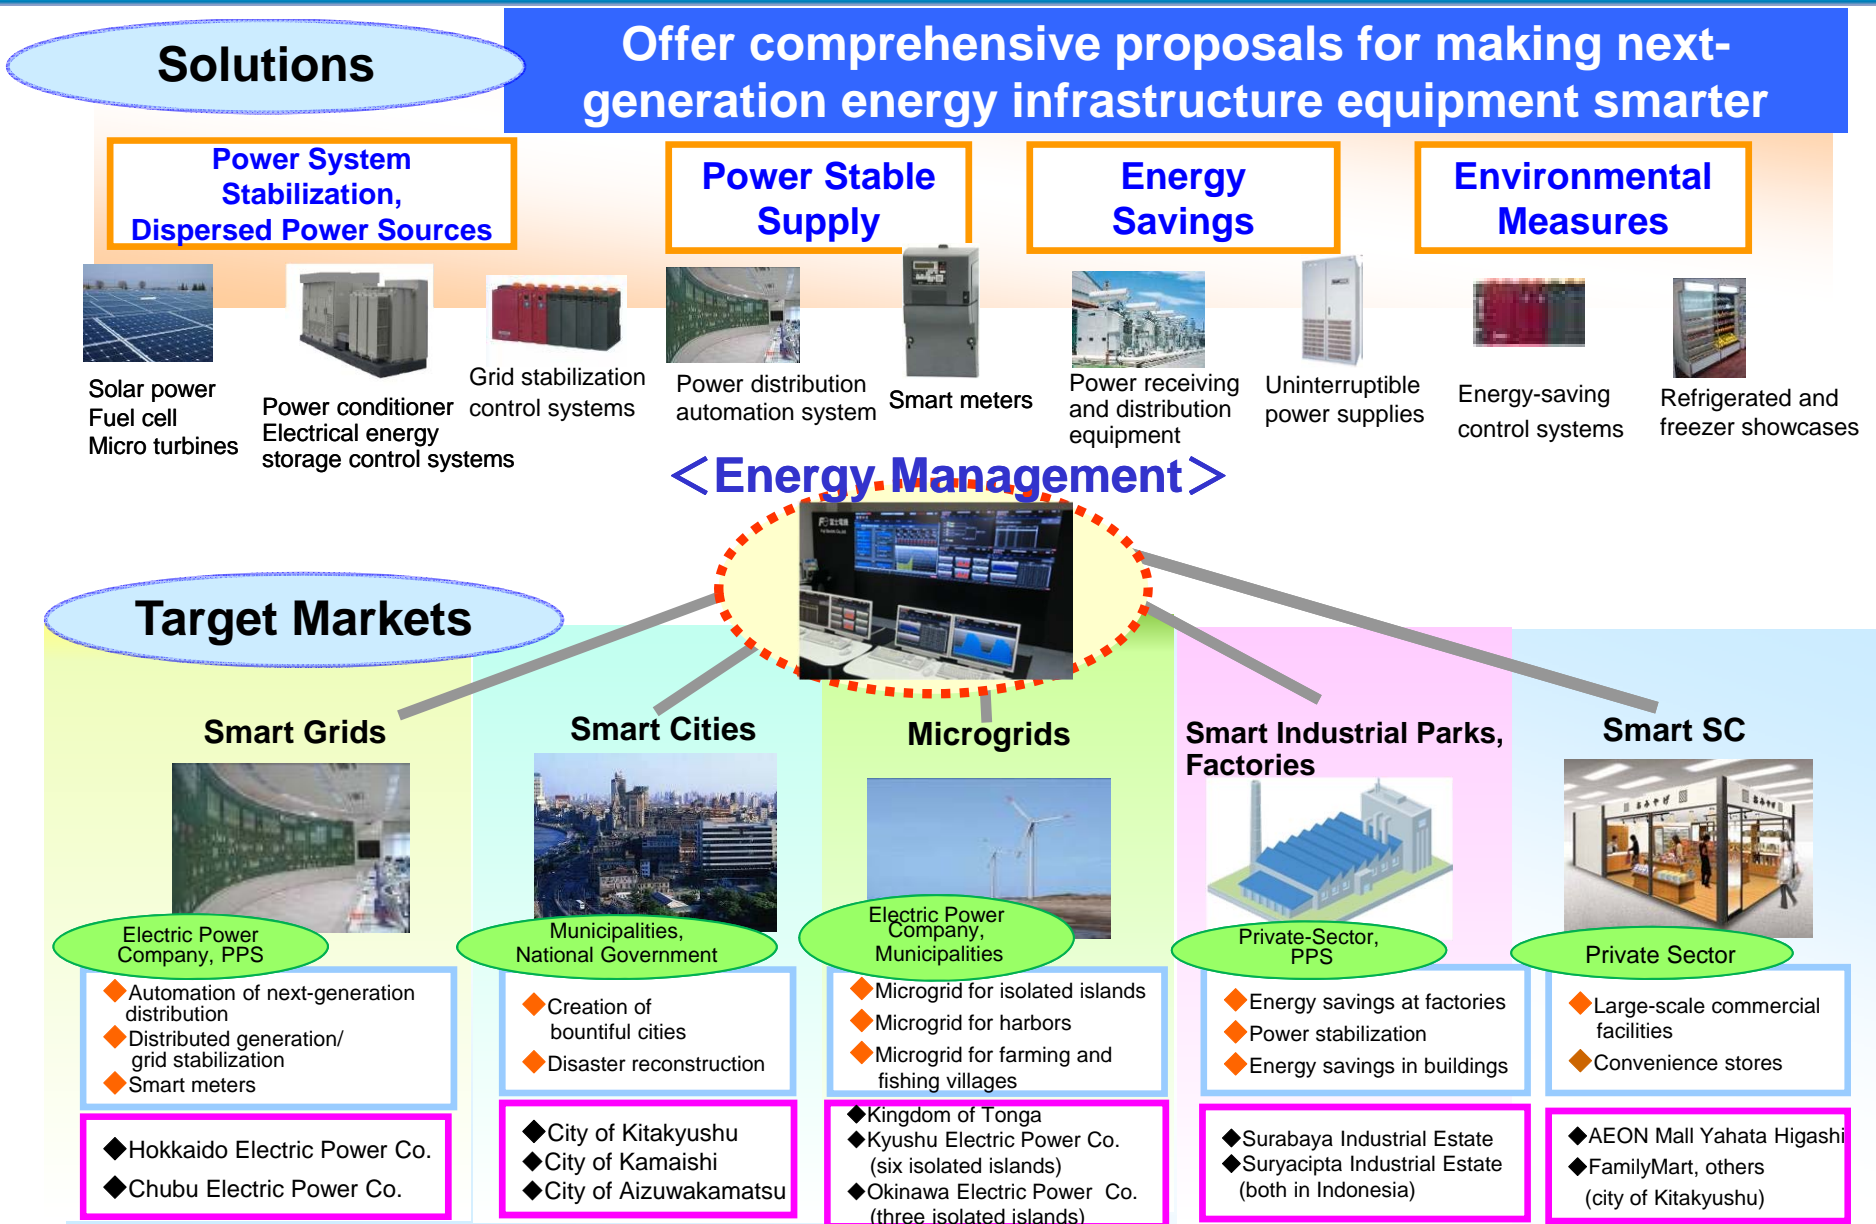 Solutions
Offer comprehensive proposals for making next-
generation energy infrastructure equipment smarter
Power System
Stabilization,
Dispersed Power Sources
Power Stable
Supply
Energy
Savings
Environmental
Measures
Solar power
Fuel cell
Micro turbines
Power conditioner
Electrical energy
storage control systems
Grid stabilization
control systems
Power distribution
automation system
Smart meters
Power receiving
and distribution
equipment
Uninterruptible
power supplies
Energy-saving
control systems
Refrigerated and
freezer showcases
<Energy Management>
富士電機
Target Markets
Smart Grids
Electric Power
Company, PPS
◆Automation of next-generation
distribution
◆Distributed generation/
grid stabilization
◆Smart meters
◆Hokkaido Electric Power Co.
◆Chubu Electric Power Co.
Smart Cities
Municipalities,
National Government
◆Creation of
bountiful cities
◆Disaster reconstruction
◆City of Kitakyushu
◆City of Kamaishi
◆City of Aizuwakamatsu
Microgrids
Electric Power
Company,
Municipalities
◆Microgrid for isolated islands
◆Microgrid for harbors
◆Microgrid for farming and
fishing villages
◆Kingdom of Tonga
◆Kyushu Electric Power Co.
(six isolated islands)
◆Okinawa Electric Power Co.
(three isolated islands)
Smart Industrial Parks,
Factories
Private-Sector,
PPS
◆Energy savings at factories
◆Power stabilization
◆Energy savings in buildings
◆Surabaya Industrial Estate
◆Suryacipta Industrial Estate
(both in Indonesia)
Smart SC
おみやげ
Private Sector
◆Large-scale commercial
facilities
◆Convenience stores
◆AEON Mall Yahata Higashi
◆FamilyMart, others
(city of Kitakyushu)